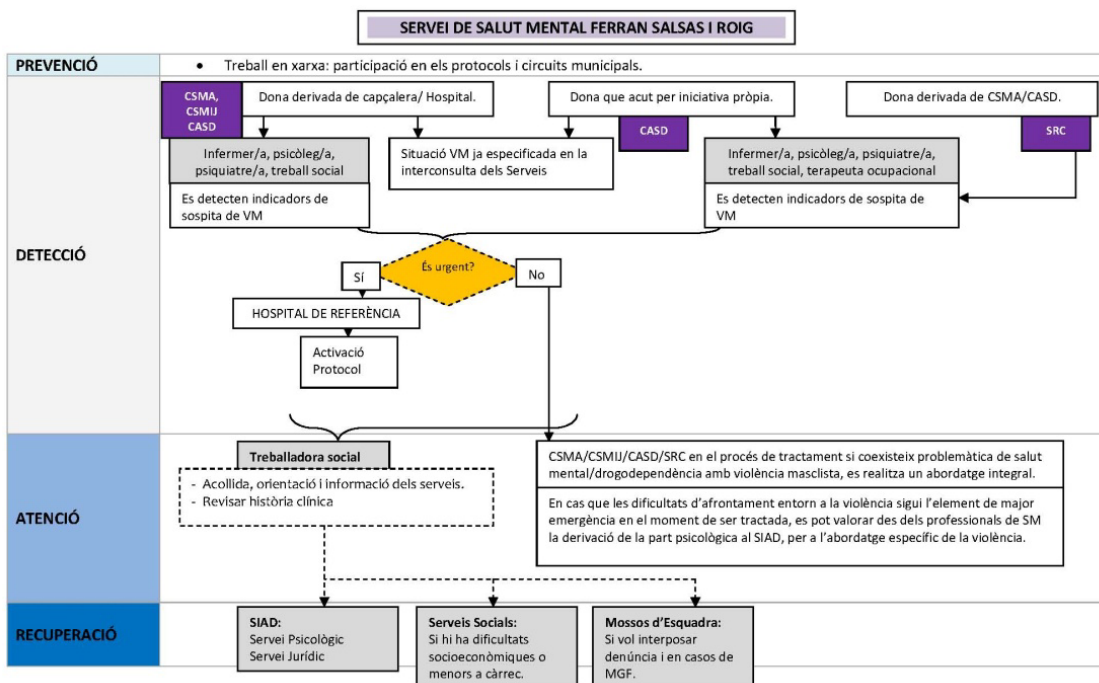 SERVEI DE SALUT MENTAL FERRAN SALSAS I ROIG
PREVENCIÓ
• Treball en xarxa: participació en els protocols i circuits municipals.
DETECCIÓ
CSMA,
CSMIJ
CASD
Dona derivada de capçalera/ Hospital.
Dona que acut per iniciativa pròpia.
Dona derivada de CSMA/CASD.
CASD
SRC
Infermer/a, psicòleg/a,
psiquiatre/a, treball social
Es detecten indicadors de
sospita de VM
Situació VM ja especificada en la
interconsulta dels Serveis
Infermer/a, psicòleg/a, psiquiatre/a,
treball social, terapeuta ocupacional
Es detecten indicadors de sospita de
VM
És urgent?
Sí
No
HOSPITAL DE REFERÈNCIA
Activació
Protocol
ATENCIÓ
Treballadora social
- Acollida, orientació i informació dels serveis.
- Revisar història clínica
CSMA/CSMIJ/CASD/SRC en el procés de tractament si coexisteix problemàtica de salut
mental/drogodependència amb violència masclista, es realitza un abordatge integral.
En cas que les dificultats d'afrontament entorn a la violència sigui l'element de major
emergència en el moment de ser tractada, es pot valorar des dels professionals de SM
la derivació de la part psicològica al SIAD, per a l'abordatge específic de la violència.
RECUPERACIÓ
SIAD:
Servei Psicològic
Servei Jurídic
Serveis Socials:
Si hi ha dificultats
socioeconòmiques o
menors a càrrec.
Mossos d'Esquadra:
Si vol interposar
denúncia i en casos de
MGF.